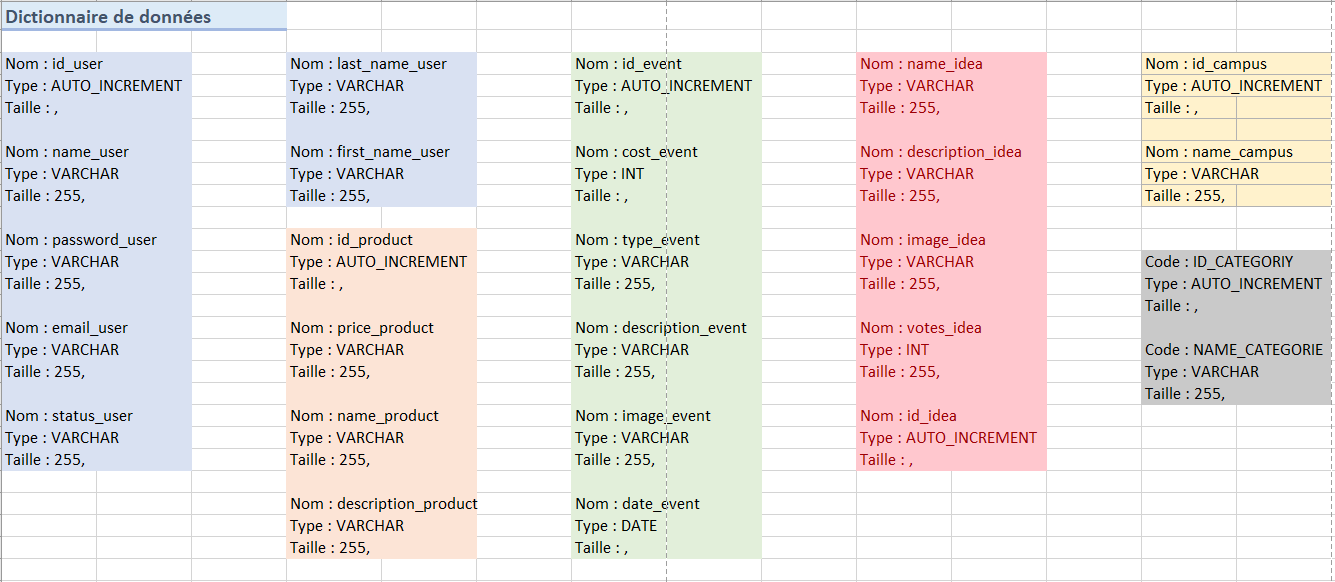 Dictionnaire de données
Nom : id_user
Type : AUTO_INCREMENT
Taille : ,
Nom : name_user
Type : VARCHAR
Taille : 255,
Nom : password_user
Type : VARCHAR
Taille : 255,
Nom : email_user
Type : VARCHAR
Taille : 255,
Nom : status_user
Type : VARCHAR
Taille : 255,
Nom : last_name_user
Type : VARCHAR
Taille : 255,
Nom : first_name_user
Type : VARCHAR
Taille : 255,
Nom : id_product
Type : AUTO_INCREMENT
Taille : ,
Nom : price_product
Type : VARCHAR
Taille : 255,
Nom : name_product
Type : VARCHAR
Taille : 255,
Nom : description_product
Type : VARCHAR
Taille : 255,
Nom : id_event
Type : AUTO_INCREMENT
Taille : ,
Nom : cost_event
Type : INT
Taille : ,
Nom : type_event
Type : VARCHAR
Taille : 255,
Nom : description_event
Type : VARCHAR
Taille : 255,
Nom : image_event
Type : VARCHAR
Taille : 255,
Nom : date_event
Type : DATE
Taille : ,
Nom : name_idea
Type : VARCHAR
Taille : 255,
Nom : description_idea
Type : VARCHAR
Taille : 255,
Nom : image_idea
Type : VARCHAR
Taille : 255,
Nom : votes_idea
Type : INT
Taille : 255,
Nom : id_idea
Type : AUTO_INCREMENT
Taille : ,
Nom : id_campus
Type : AUTO_INCREMENT
Taille : ,
Nom : name_campus
Type : VARCHAR
Taille : 255,
Code : ID_CATEGORIY
Type : AUTO_INCREMENT
Taille : ,
Code : NAME_CATEGORIE
Type : VARCHAR
Taille : 255,